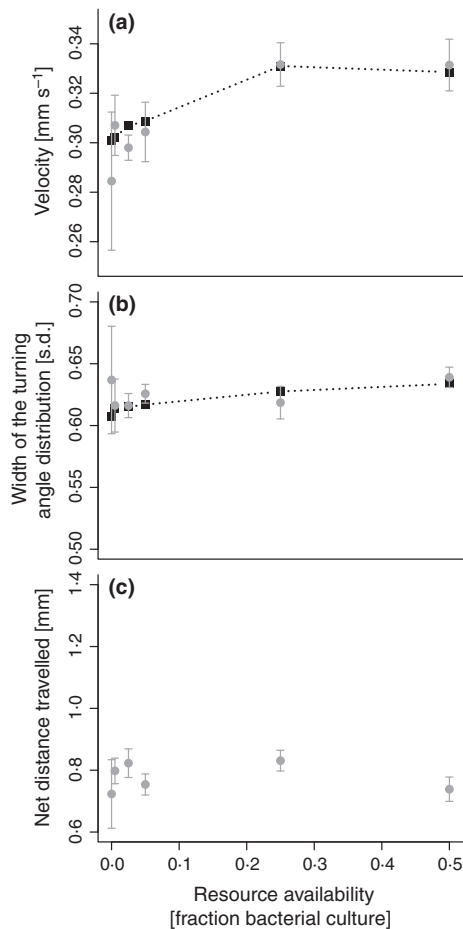 (a)
Velocity [mm s⁻¹]
0·34
0·32
0·30
0·28
0·26
(b)
Width of the turning
angle distribution [s.d.]
0·70
0·65
0·60
0·55
0·50
(c)
Net distance travelled [mm]
1·4
1·2
1·0
0·8
0·6
0·0 0·1 0·2 0·3 0·4 0·5
Resource availability
[fraction bacterial culture]